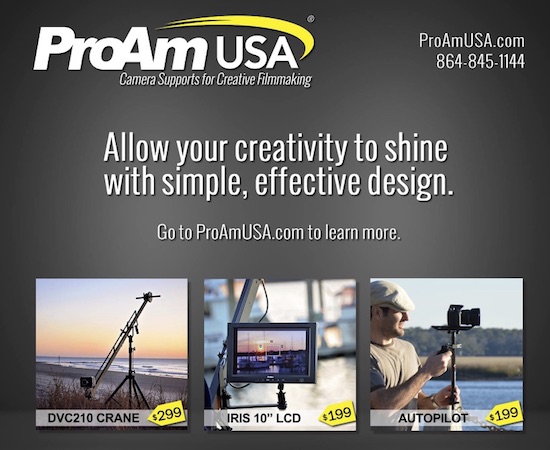 ProAm USA®
Camera Supports for Creative Filmmaking
ProAmUSA.com
864-845-1144
Allow your creativity to shine
with simple, effective design.
Go to ProAmUSA.com to learn more.
DVC210 CRANE $299
IRIS 10” LCD $199
AUTOPILOT $199